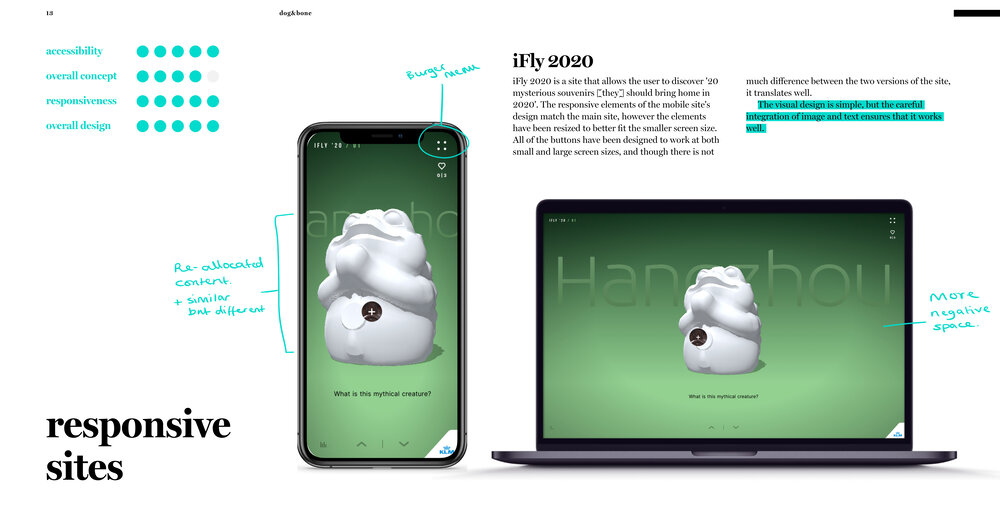 13
dog&bone
accessibility
overall concept
responsiveness
overall design
Burger
menu
iFly 2020
iFly 2020 is a site that allows the user to discover '20
mysterious souvenirs [they] should bring home in
2020'. The responsive elements of the mobile site's
design match the main site, however the elements
have been resized to better fit the smaller screen size.
All of the buttons have been designed to work at both
small and large screen sizes, and though there is not
much difference between the two versions of the site,
it translates well.
The visual design is simple, but the careful
integration of image and text ensures that it works
well.
IFLY '20 / 01
0|3
angzho
Re-allocated
content.
+ similar
but different
What is this mythical creature?
KLM
IFLY '20 / 01
Hangzhou
What is this mythical creature?
More
negative
space.
responsive
sites